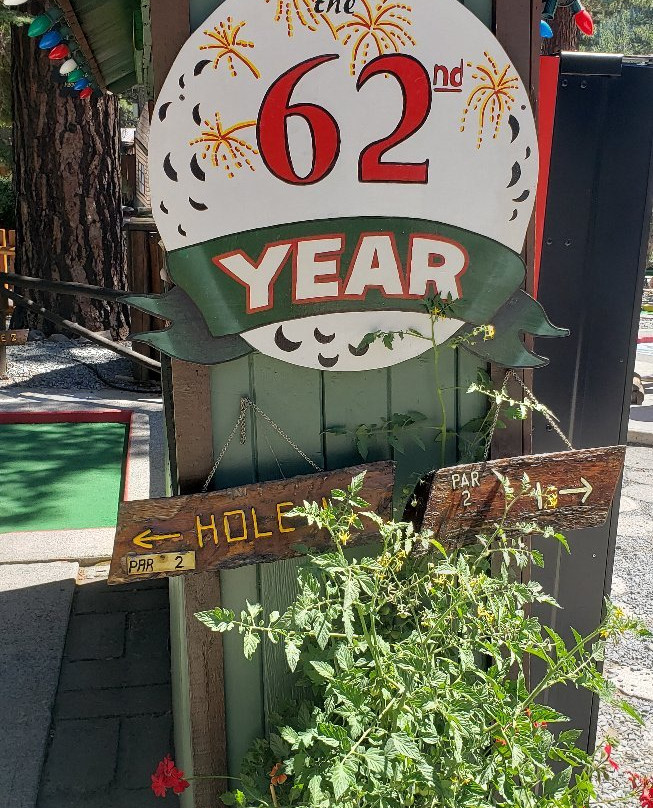 the
62nd
YEAR
← HOLE
PAR 2
PAR
2
→